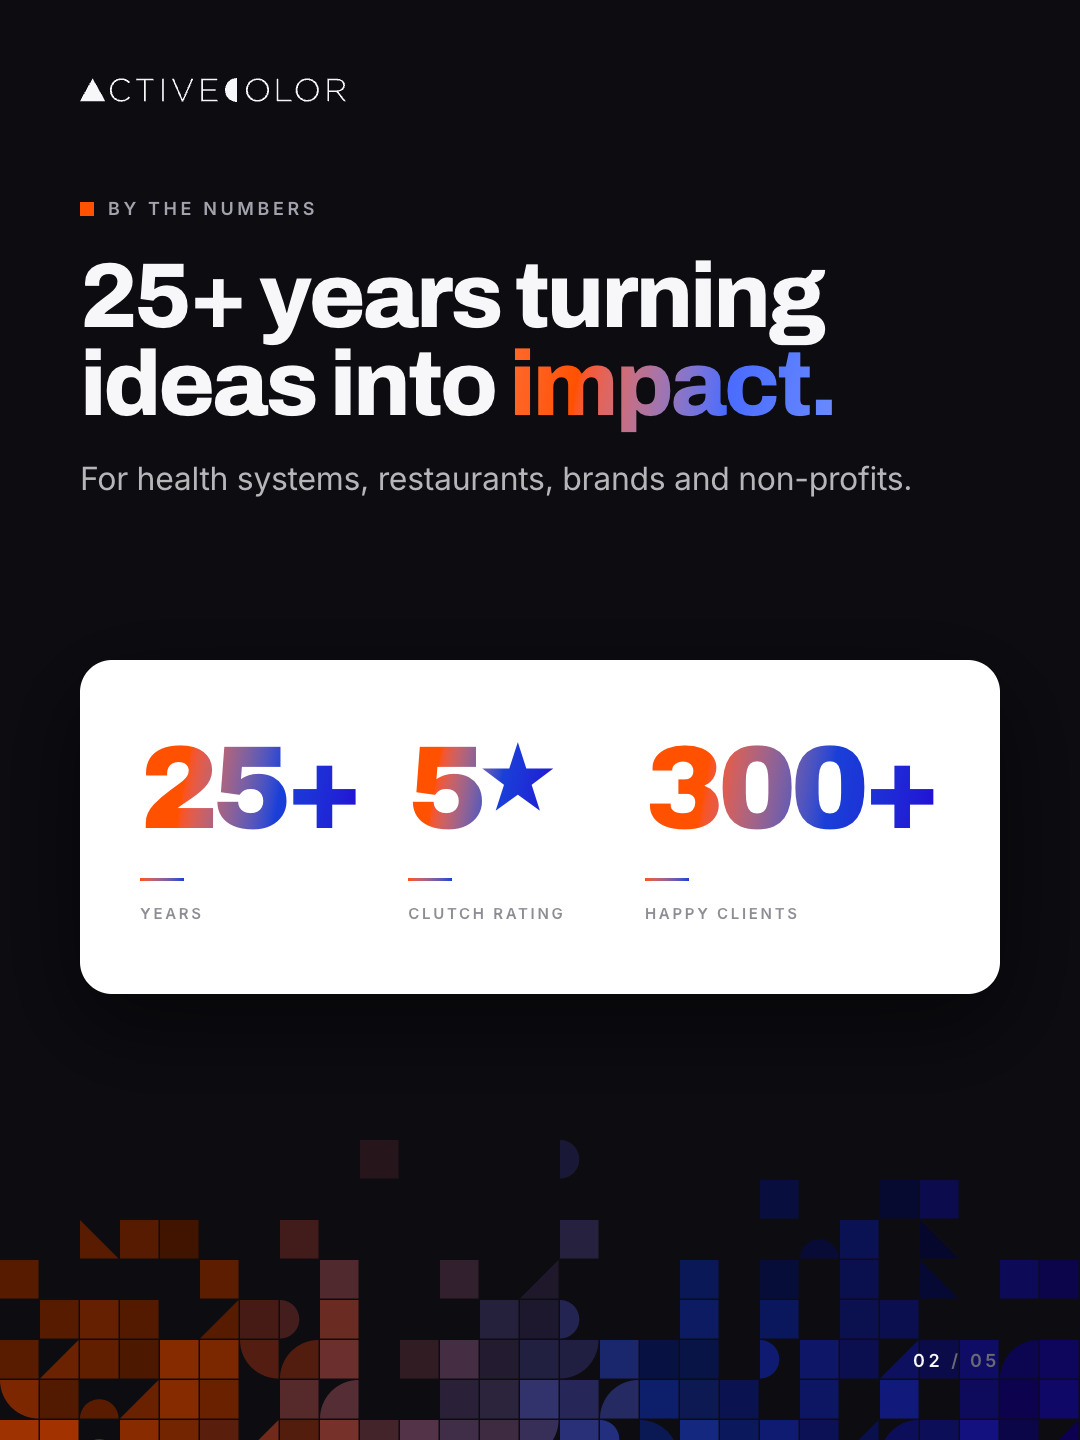 ACTIVECOLOR
BY THE NUMBERS
25+ years turning
ideas into impact.
For health systems, restaurants, brands and non-profits.
25+ 5★ 300+
YEARS CLUTCH RATING HAPPY CLIENTS
02 / 05